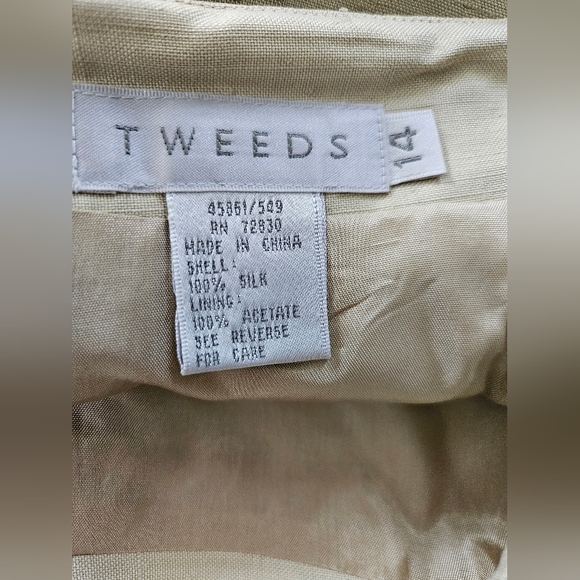 TWEEDS
14
45861/549
RN 72830
MADE IN CHINA
SHELL:
100% SILK
LINING:
100% ACETATE
SEE REVERSE
FOR CARE